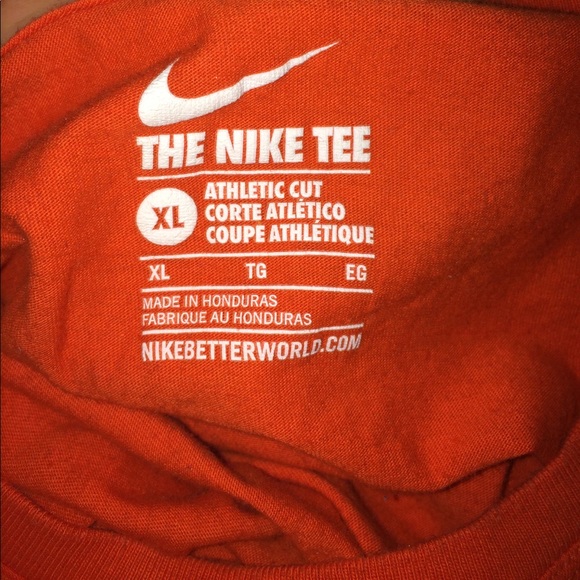 THE NIKE TEE
XL
ATHLETIC CUT
CORTE ATLÉTICO
COUPE ATHLÉTIQUE
XL TG EG
MADE IN HONDURAS
FABRIQUE AU HONDURAS
NIKEBETTERWORLD.COM